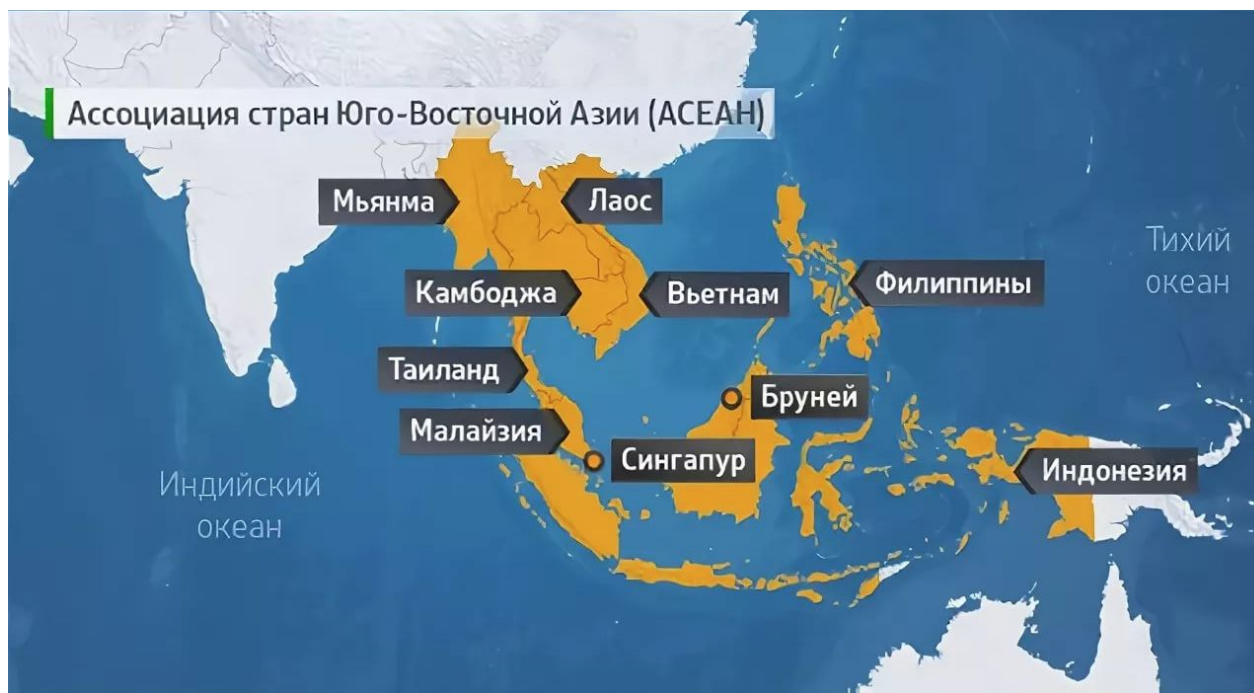 Ассоциация стран Юго-Восточной Азии (АСЕАН)
Мьянма
Лаос
Тихий
океан
Камбоджа
Вьетнам
Филиппины
Таиланд
Бруней
Малайзия
Сингапур
Индонезия
Индийский
океан